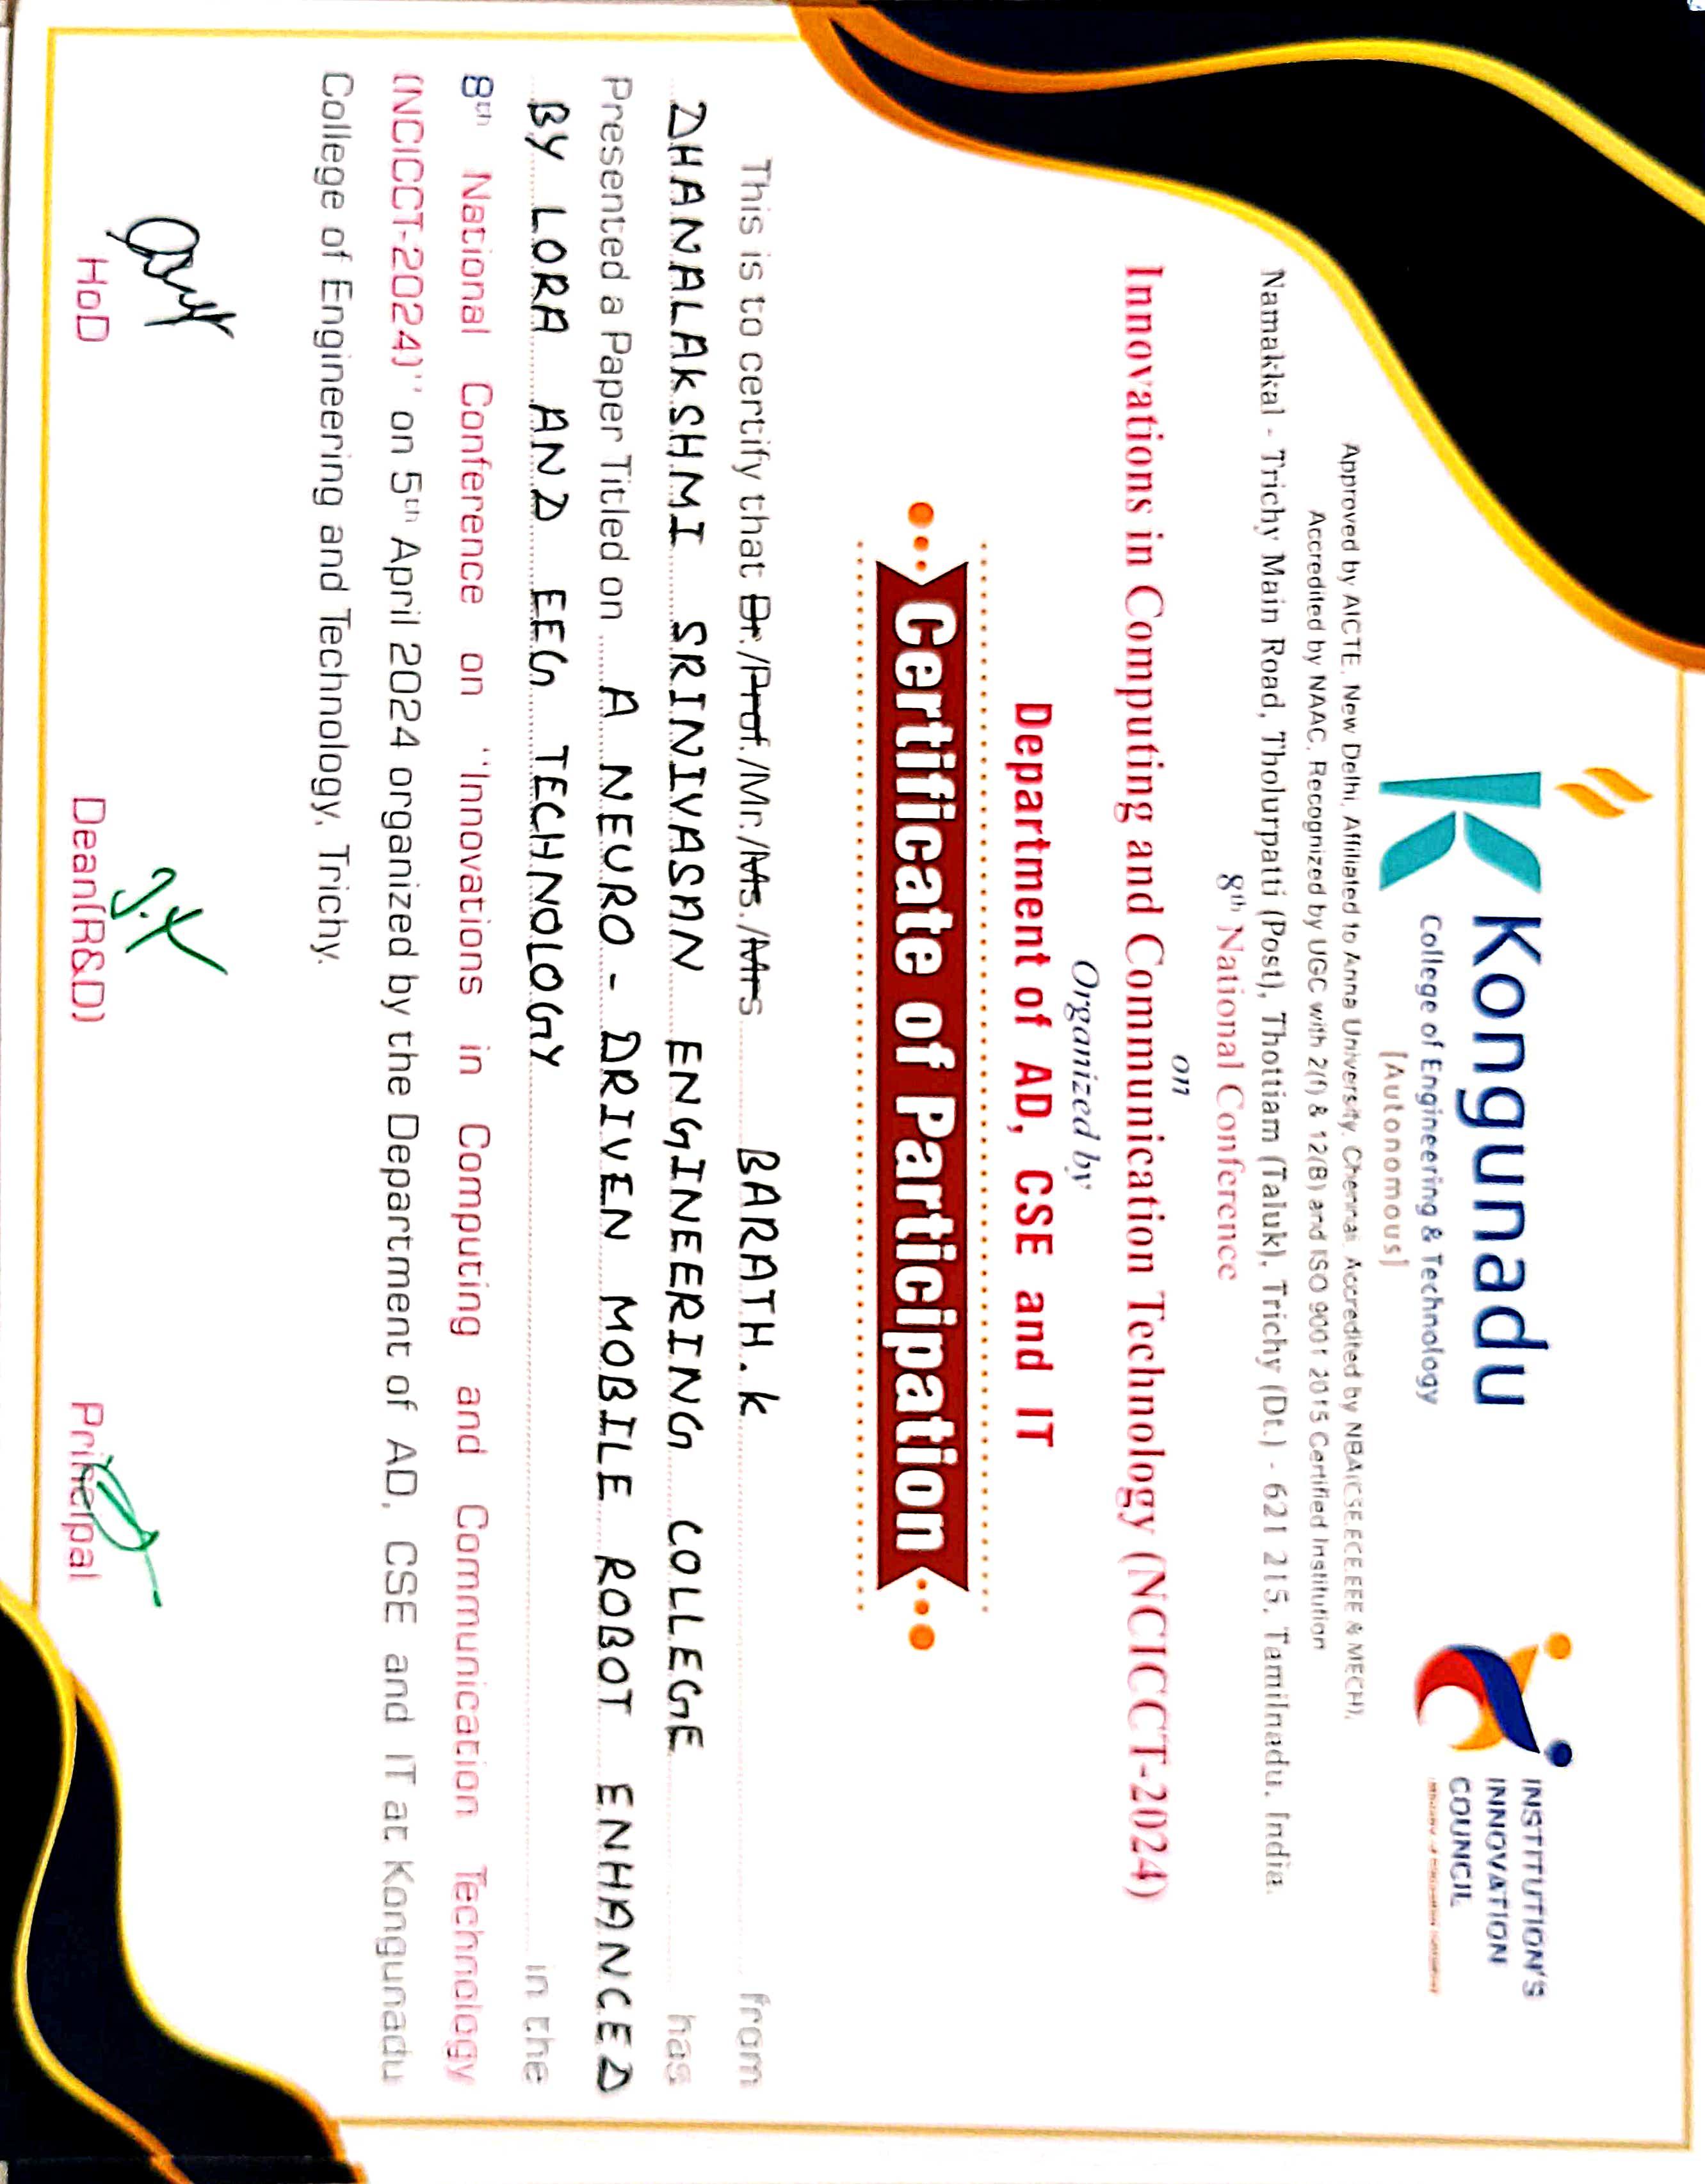 Kongunadu
College of Engineering & Technology
[Autonomous]
INSTITUTION'S
INNOVATION
COUNCIL
Approved by AICTE, New Delhi, Affiliated to Anna University, Chennai, Accredited by NBA(CSE,ECE,EEE & MECH),
Accredited by NAAC, Recognized by UGC with 2(f) & 12(B) and ISO 9001 2015 Certified Institution
Namakkal - Trichy Main Road, Tholurpatti (Post), Thottiam (Taluk), Trichy (Dt.) - 621 215, Tamilnadu, India.
8th National Conference
on
Innovations in Computing and Communication Technology (NCICCT-2024)
Organized by
Department of AD, CSE and IT
Certificate of Participation
This is to certify that Dr./Prof./Mr./Ms./Mrs BARATH. K from
DHANALAKSHMI SRINIVASAN ENGINEERING COLLEGE has
Presented a Paper Titled on A NEURO - DRIVEN MOBILE ROBOT ENHANCED
BY LORA AND EEG TECHNOLOGY in the
8th National Conference on "Innovations in Computing and Communication Technology
(NCICCT-2024)" on 5th April 2024 organized by the Department of AD, CSE and IT at Kongunadu
College of Engineering and Technology, Trichy.
J.K
HoD Dean(R&D) Principal